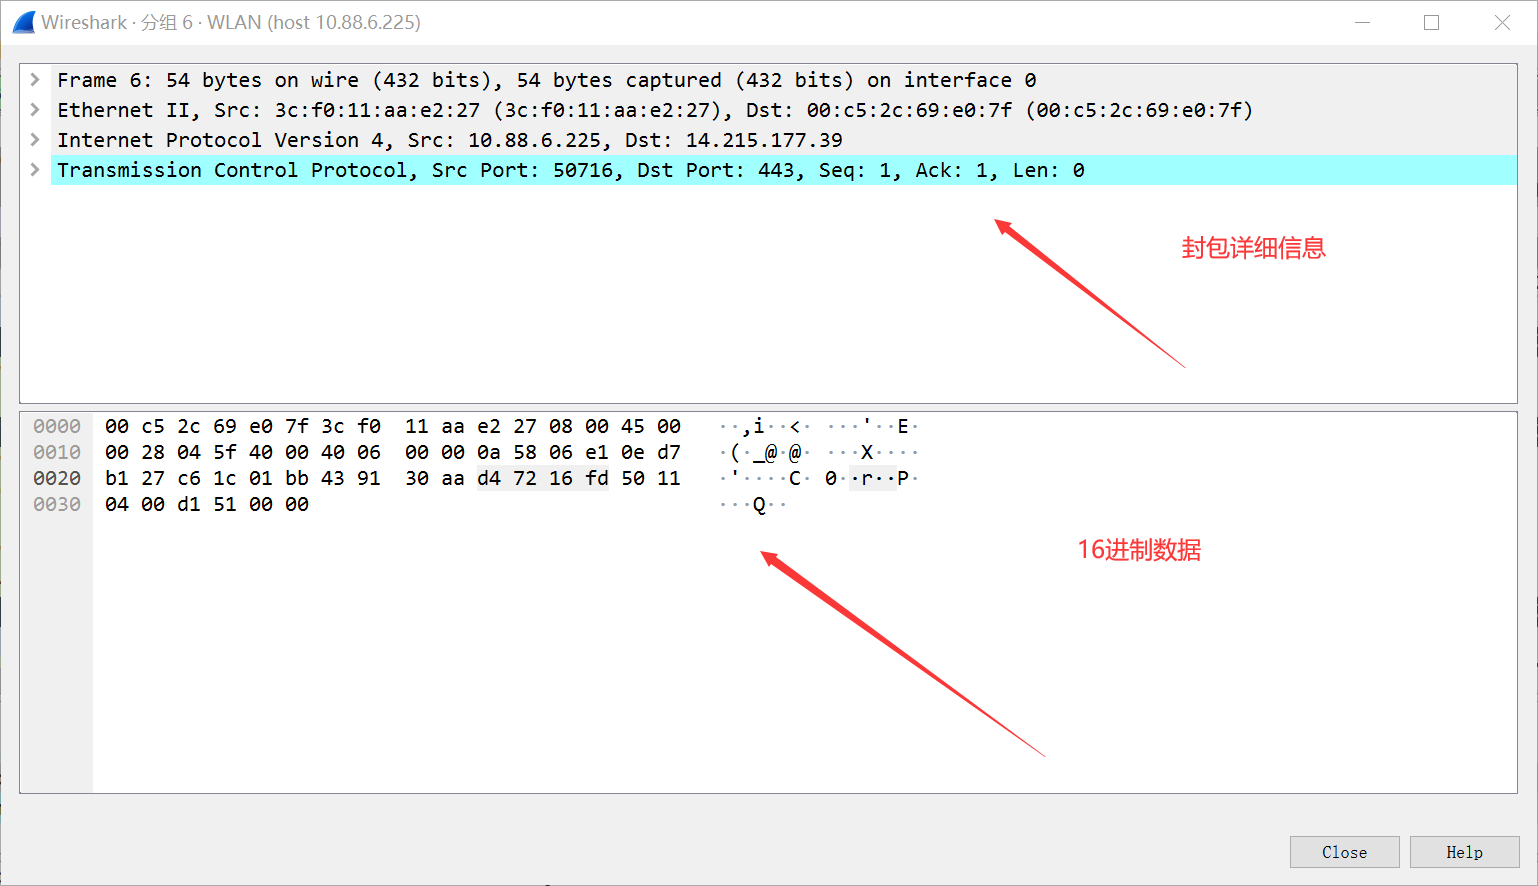 Wireshark · 分组 6 · WLAN (host 10.88.6.225)
Frame 6: 54 bytes on wire (432 bits), 54 bytes captured (432 bits) on interface 0
Ethernet II, Src: 3c:f0:11:aa:e2:27 (3c:f0:11:aa:e2:27), Dst: 00:c5:2c:69:e0:7f (00:c5:2c:69:e0:7f)
Internet Protocol Version 4, Src: 10.88.6.225, Dst: 14.215.177.39
Transmission Control Protocol, Src Port: 50716, Dst Port: 443, Seq: 1, Ack: 1, Len: 0
封包详细信息
0000 00 c5 2c 69 e0 7f 3c f0 11 aa e2 27 08 00 45 00 ··,i··<· ···'··E·
0010 00 28 04 5f 40 00 40 06 00 00 0a 58 06 e1 0e d7 ·(·_@·@· ···X····
0020 b1 27 c6 1c 01 bb 43 91 30 aa d4 72 16 fd 50 11 ·'····C· 0··r··P·
0030 04 00 d1 51 00 00 ···Q··
16进制数据
Close
Help